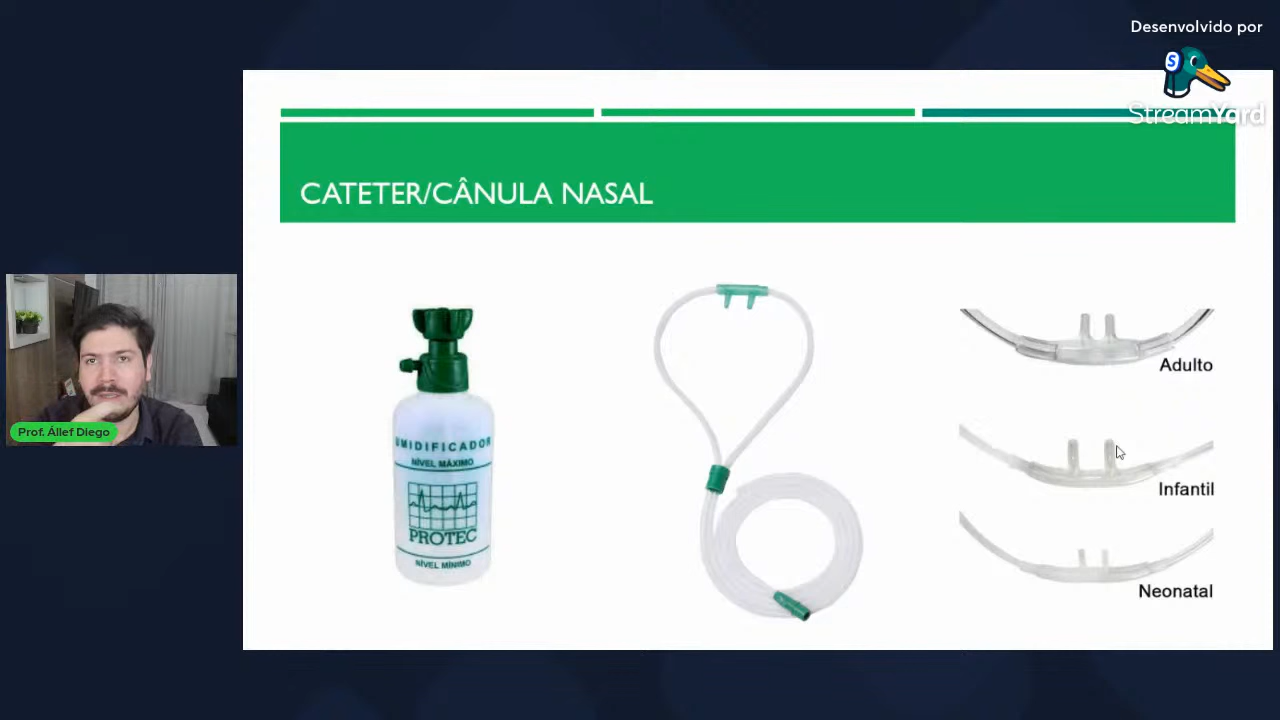 Desenvolvido por
S
StreamYard
CATETER/CÂNULA NASAL
UMIDIFICADOR
NÍVEL MÁXIMO
PROTEC
NÍVEL MÍNIMO
Adulto
Infantil
Neonatal
Prof. Állef Diego